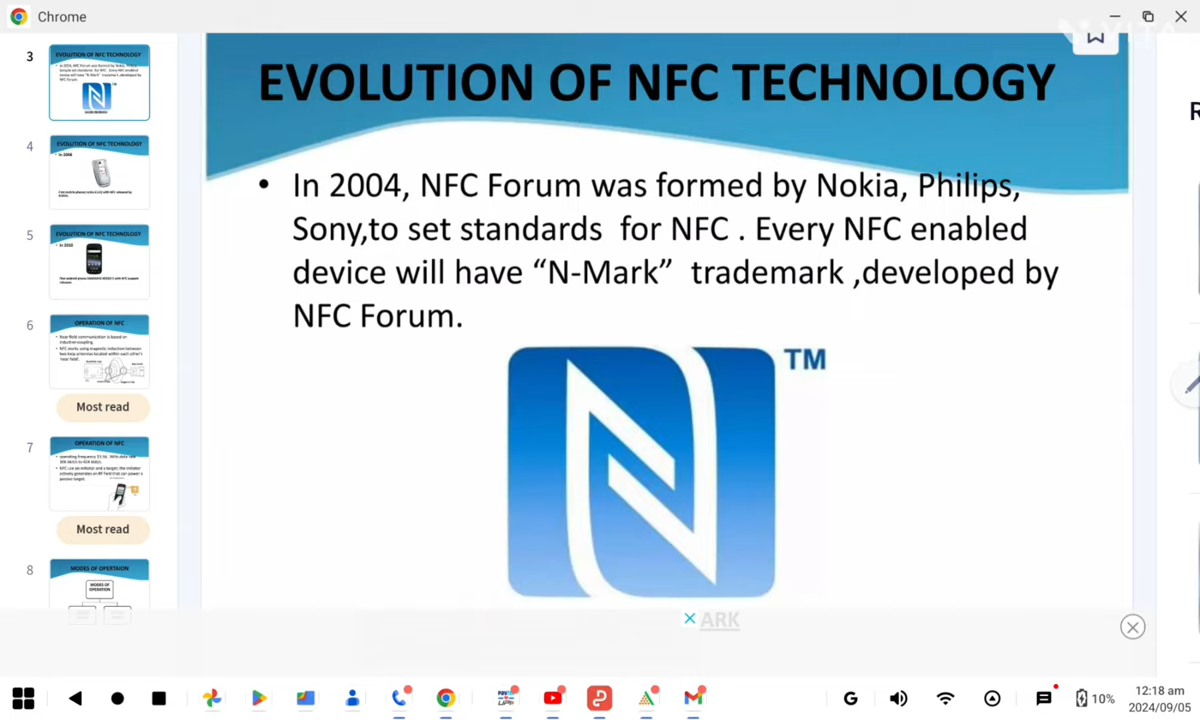 Chrome
3
EVOLUTION OF NFC TECHNOLOGY
4
EVOLUTION OF NFC TECHNOLOGY
5
EVOLUTION OF NFC TECHNOLOGY
6
OPERATION OF NFC
Most read
7
OPERATION OF NFC
Most read
8
MODES OF OPERTAION
MODES OF
OPERATION
EVOLUTION OF NFC TECHNOLOGY
• In 2004, NFC Forum was formed by Nokia, Philips,
Sony,to set standards for NFC . Every NFC enabled
device will have “N-Mark” trademark ,developed by
NFC Forum.
TM
ARK
R
G
10%
12:18 am
2024/09/05